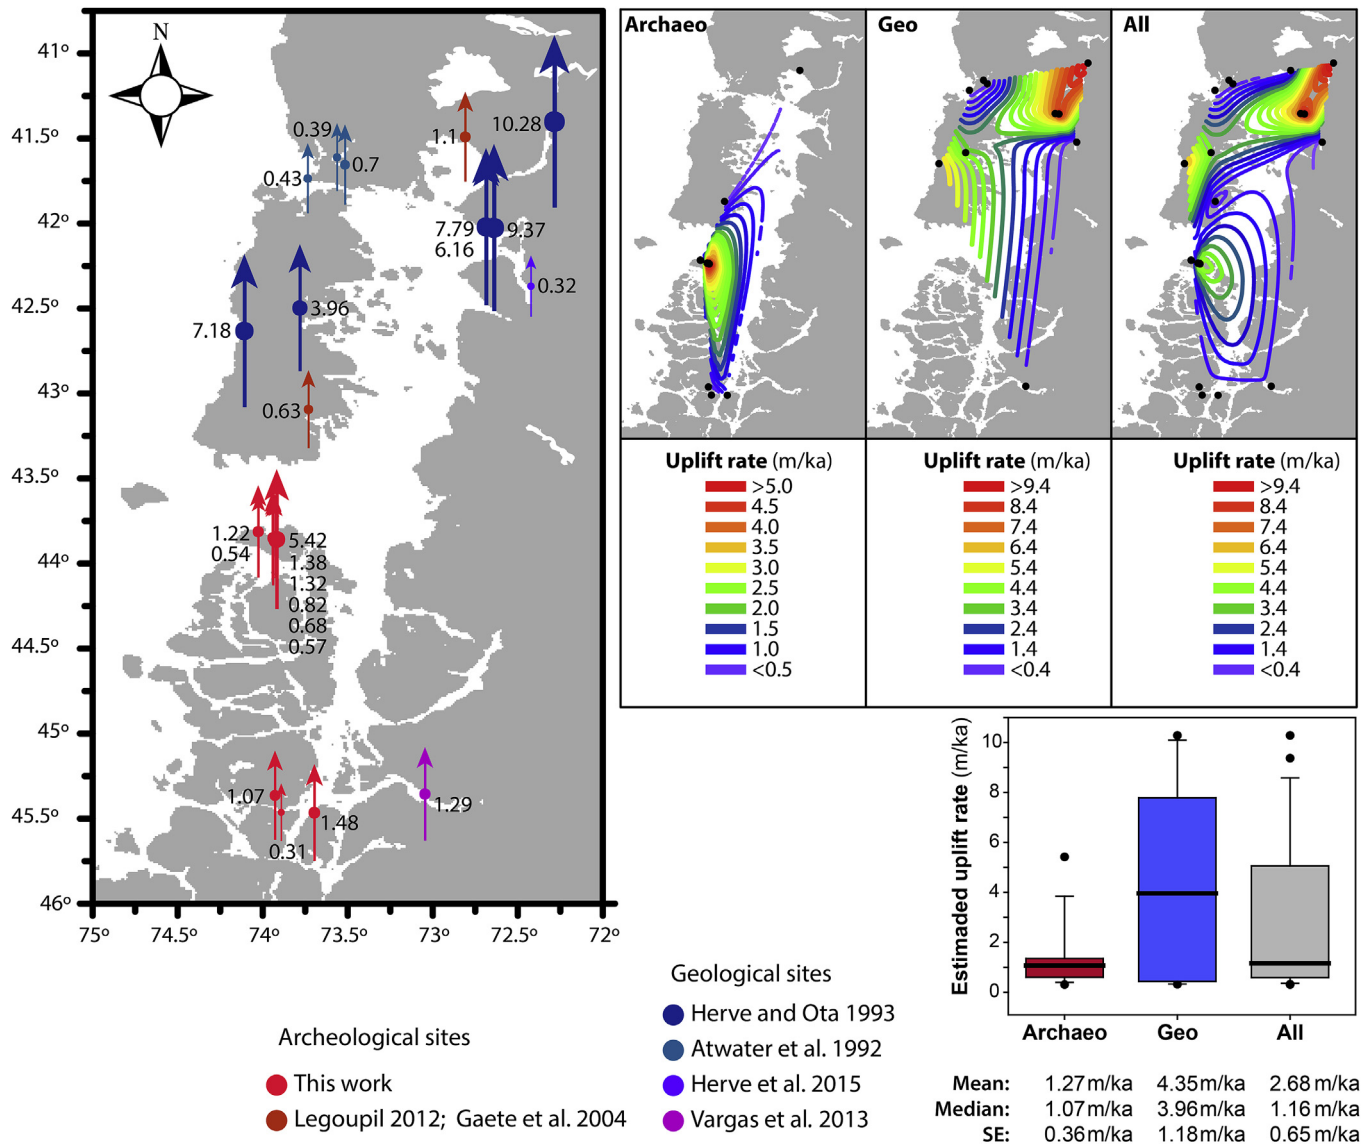 N
41º
41.5º
42º
42.5º
43º
43.5º
44º
44.5º
45º
45.5º
46º
75º
74.5º
74º
73.5º
73º
72.5º
72º
0.39
0.43
0.7
1.1
10.28
7.79
6.16
9.37
0.32
7.18
3.96
0.63
1.22
0.54
5.42
1.38
1.32
0.82
0.68
0.57
1.07
0.31
1.48
1.29
Archaeo
Geo
All
Uplift rate (m/ka)
>5.0
4.5
4.0
3.5
3.0
2.5
2.0
1.5
1.0
<0.5
Uplift rate (m/ka)
>9.4
8.4
7.4
6.4
5.4
4.4
3.4
2.4
1.4
<0.4
Uplift rate (m/ka)
>9.4
8.4
7.4
6.4
5.4
4.4
3.4
2.4
1.4
<0.4
Archeological sites
This work
Legoupil 2012; Gaete et al. 2004
Geological sites
Herve and Ota 1993
Atwater et al. 1992
Herve et al. 2015
Vargas et al. 2013
Estimaded uplift rate (m/ka)
10
8
6
4
2
0
Archaeo Geo All
Mean: 1.27m/ka 4.35m/ka 2.68 m/ka
Median: 1.07m/ka 3.96m/ka 1.16 m/ka
SE: 0.36m/ka 1.18m/ka 0.65 m/ka